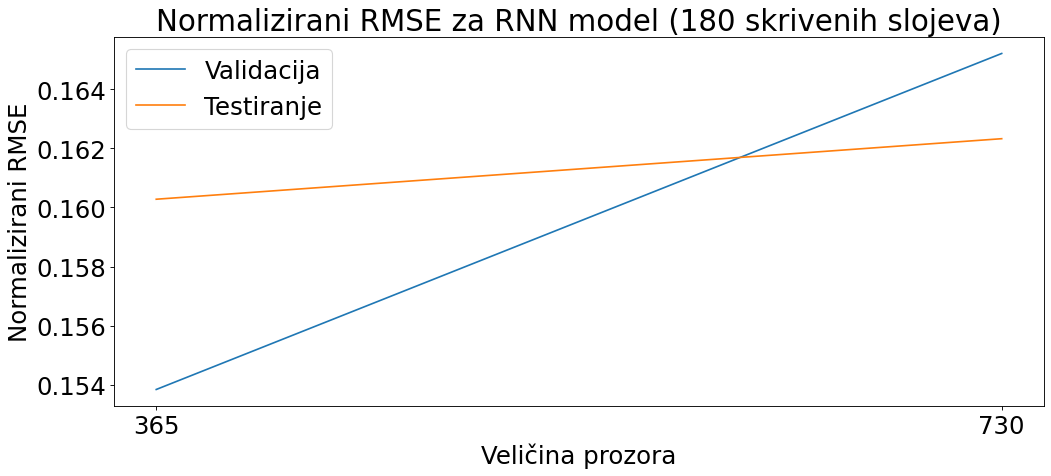 Normalizirani RMSE za RNN model (180 skrivenih slojeva)
Validacija
Testiranje
Normalizirani RMSE
0.164
0.162
0.160
0.158
0.156
0.154
365
730
Veličina prozora